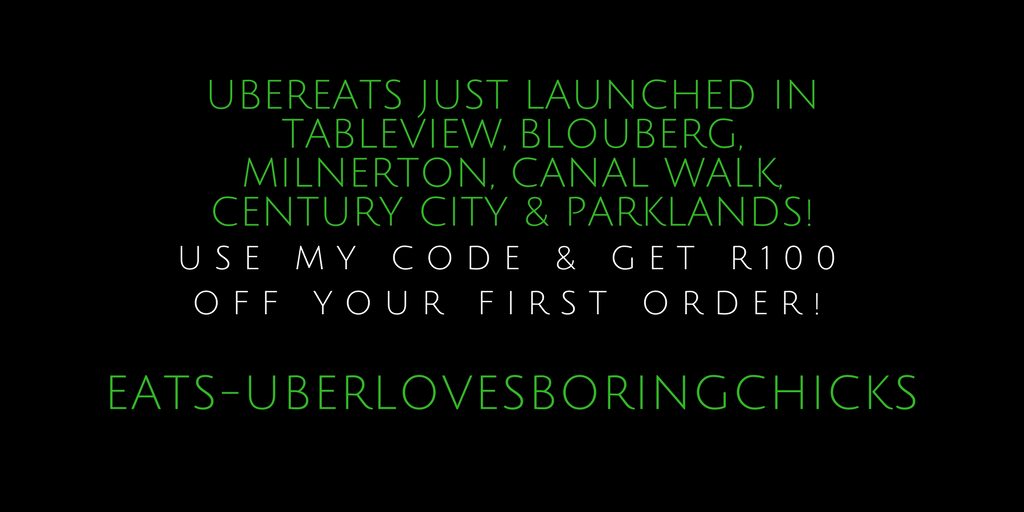 UBEREATS JUST LAUNCHED IN
TABLEVIEW, BLOUBERG,
MILNERTON, CANAL WALK,
CENTURY CITY & PARKLANDS!
USE MY CODE & GET R100
OFF YOUR FIRST ORDER!
EATS-UBERLOVESBORINGCHICKS